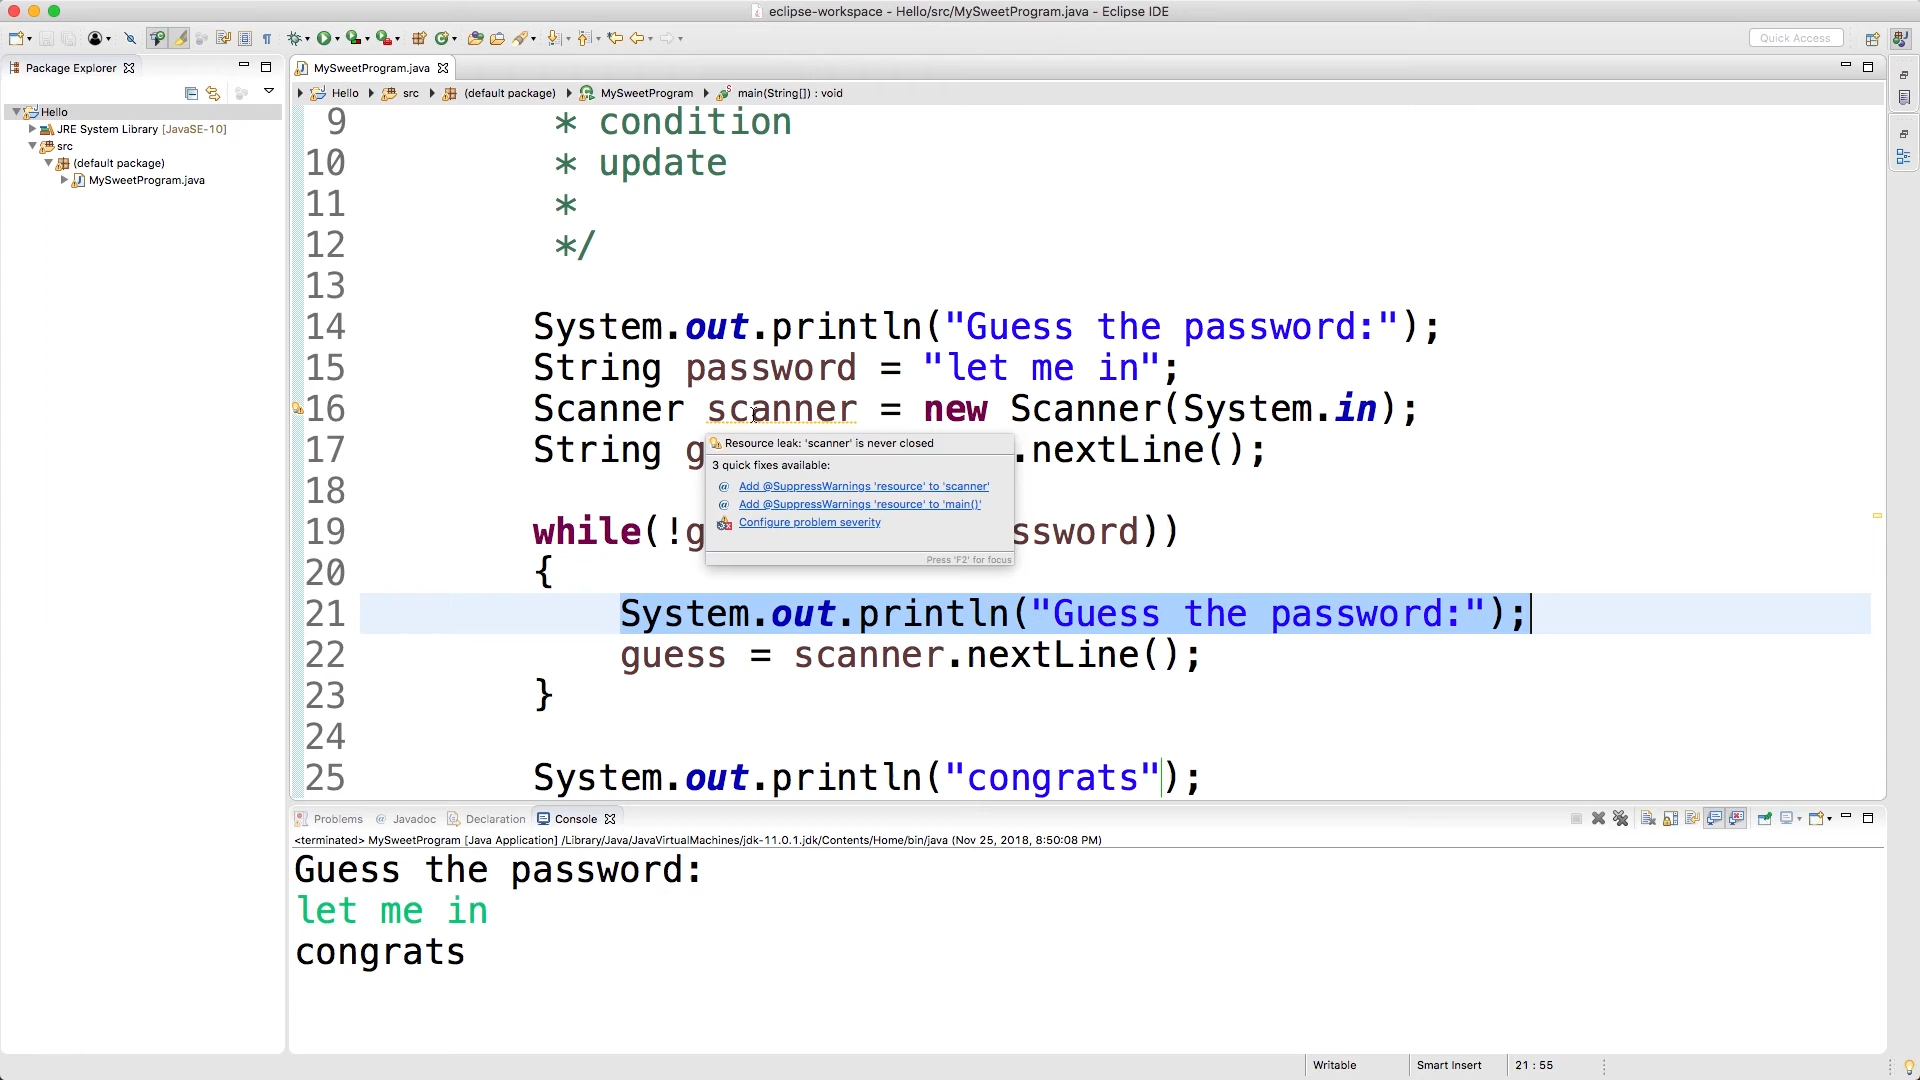 eclipse-workspace - Hello/src/MySweetProgram.java - Eclipse IDE
Quick Access
Package Explorer
MySweetProgram.java
Hello
src
(default package)
MySweetProgram
main(String[]) : void
Hello
JRE System Library [JavaSE-10]
src
(default package)
MySweetProgram.java
9 * condition
10 * update
11 *
12 */
13
14 System.out.println("Guess the password:");
15 String password = "let me in";
16 Scanner scanner = new Scanner(System.in);
17 String g .nextLine();
Resource leak: 'scanner' is never closed
3 quick fixes available:
@ Add @SuppressWarnings 'resource' to 'scanner'
@ Add @SuppressWarnings 'resource' to 'main()'
Configure problem severity
Press 'F2' for focus
18
19 while(!g ssword))
20 {
21 System.out.println("Guess the password:");
22 guess = scanner.nextLine();
23 }
24
25 System.out.println("congrats");
Problems @ Javadoc Declaration Console
<terminated> MySweetProgram [Java Application] /Library/Java/JavaVirtualMachines/jdk-11.0.1.jdk/Contents/Home/bin/java (Nov 25, 2018, 8:50:08 PM)
Guess the password:
let me in
congrats
Writable
Smart Insert
21 : 55